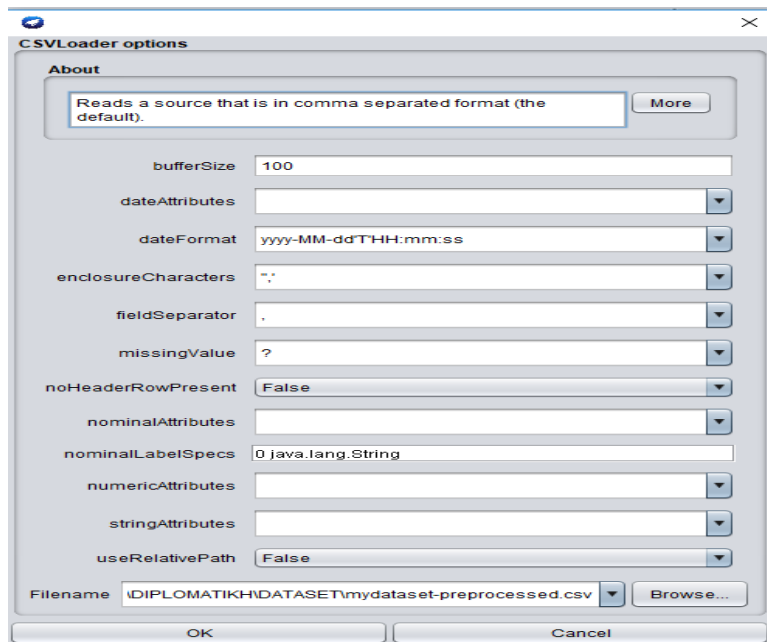 CSVLoader options
About
Reads a source that is in comma separated format (the
default).
More
bufferSize 100
dateAttributes
dateFormat yyyy-MM-dd'T'HH:mm:ss
enclosureCharacters ",'
fieldSeparator ,
missingValue ?
noHeaderRowPresent False
nominalAttributes
nominalLabelSpecs 0 java.lang.String
numericAttributes
stringAttributes
useRelativePath False
Filename \DIPLOMATIKH\DATASET\mydataset-preprocessed.csv Browse...
OK Cancel